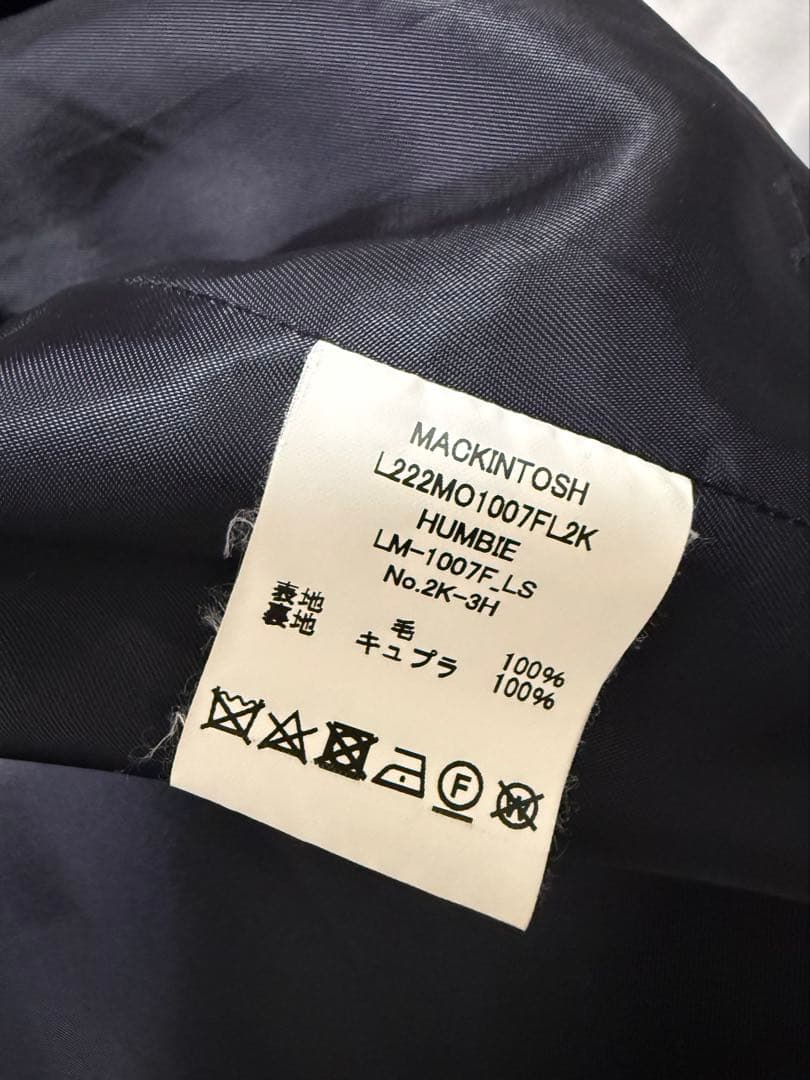 MACKINTOSH
L222MO1007FL2K
HUMBIE
LM-1007F_LS
No.2K-3H
表地 毛 100%
裏地 キュプラ 100%
F
W